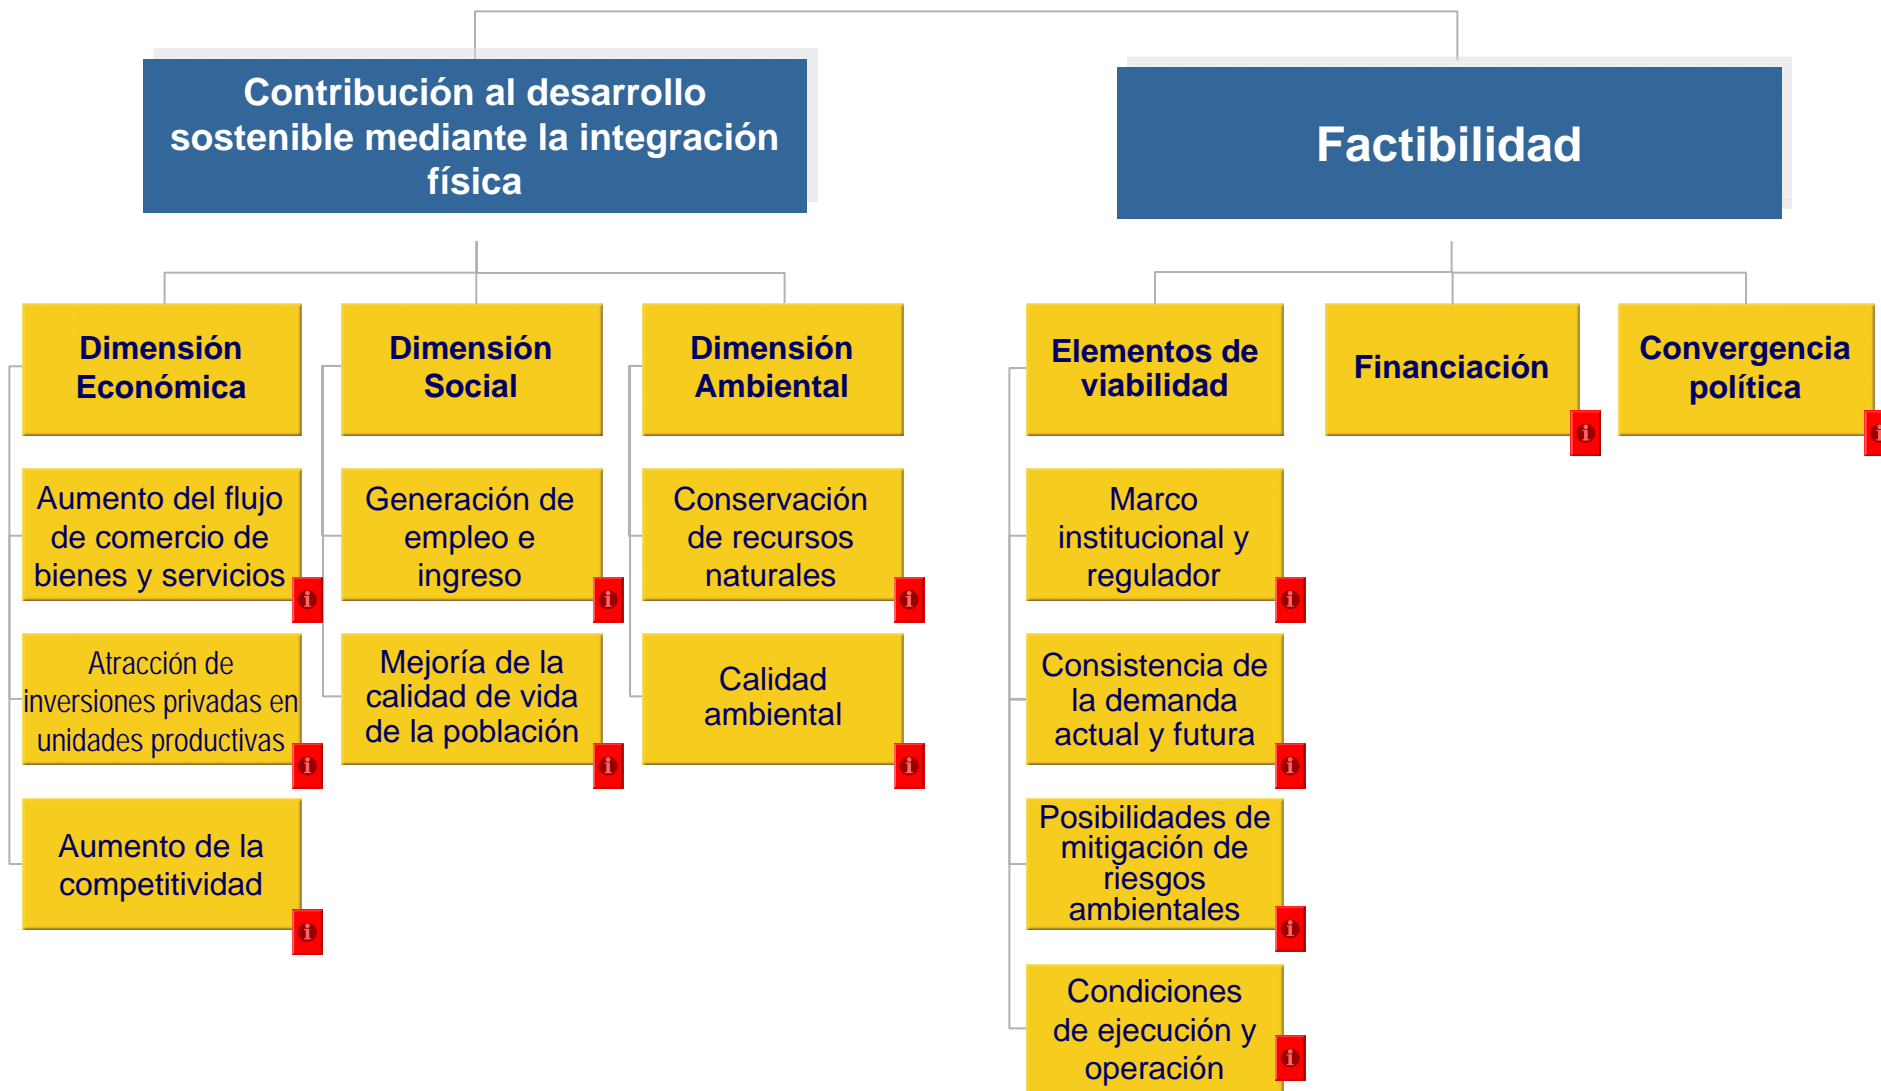 Contribución al desarrollo
sostenible mediante la integración
física
Factibilidad
Dimensión
Económica
Dimensión
Social
Dimensión
Ambiental
Elementos de
viabilidad
Financiación
Convergencia
política
i
i
Aumento del flujo
de comercio de
bienes y servicios
i
Generación de
empleo e
ingreso
i
Conservación
de recursos
naturales
i
Marco
institucional y
regulador
i
Atracción de
inversiones privadas en
unidades productivas
i
Mejoría de la
calidad de vida
de la población
i
Calidad
ambiental
i
Consistencia de
la demanda
actual y futura
i
Aumento de la
competitividad
i
Posibilidades de
mitigación de
riesgos
ambientales
i
Condiciones
de ejecución y
operación
i